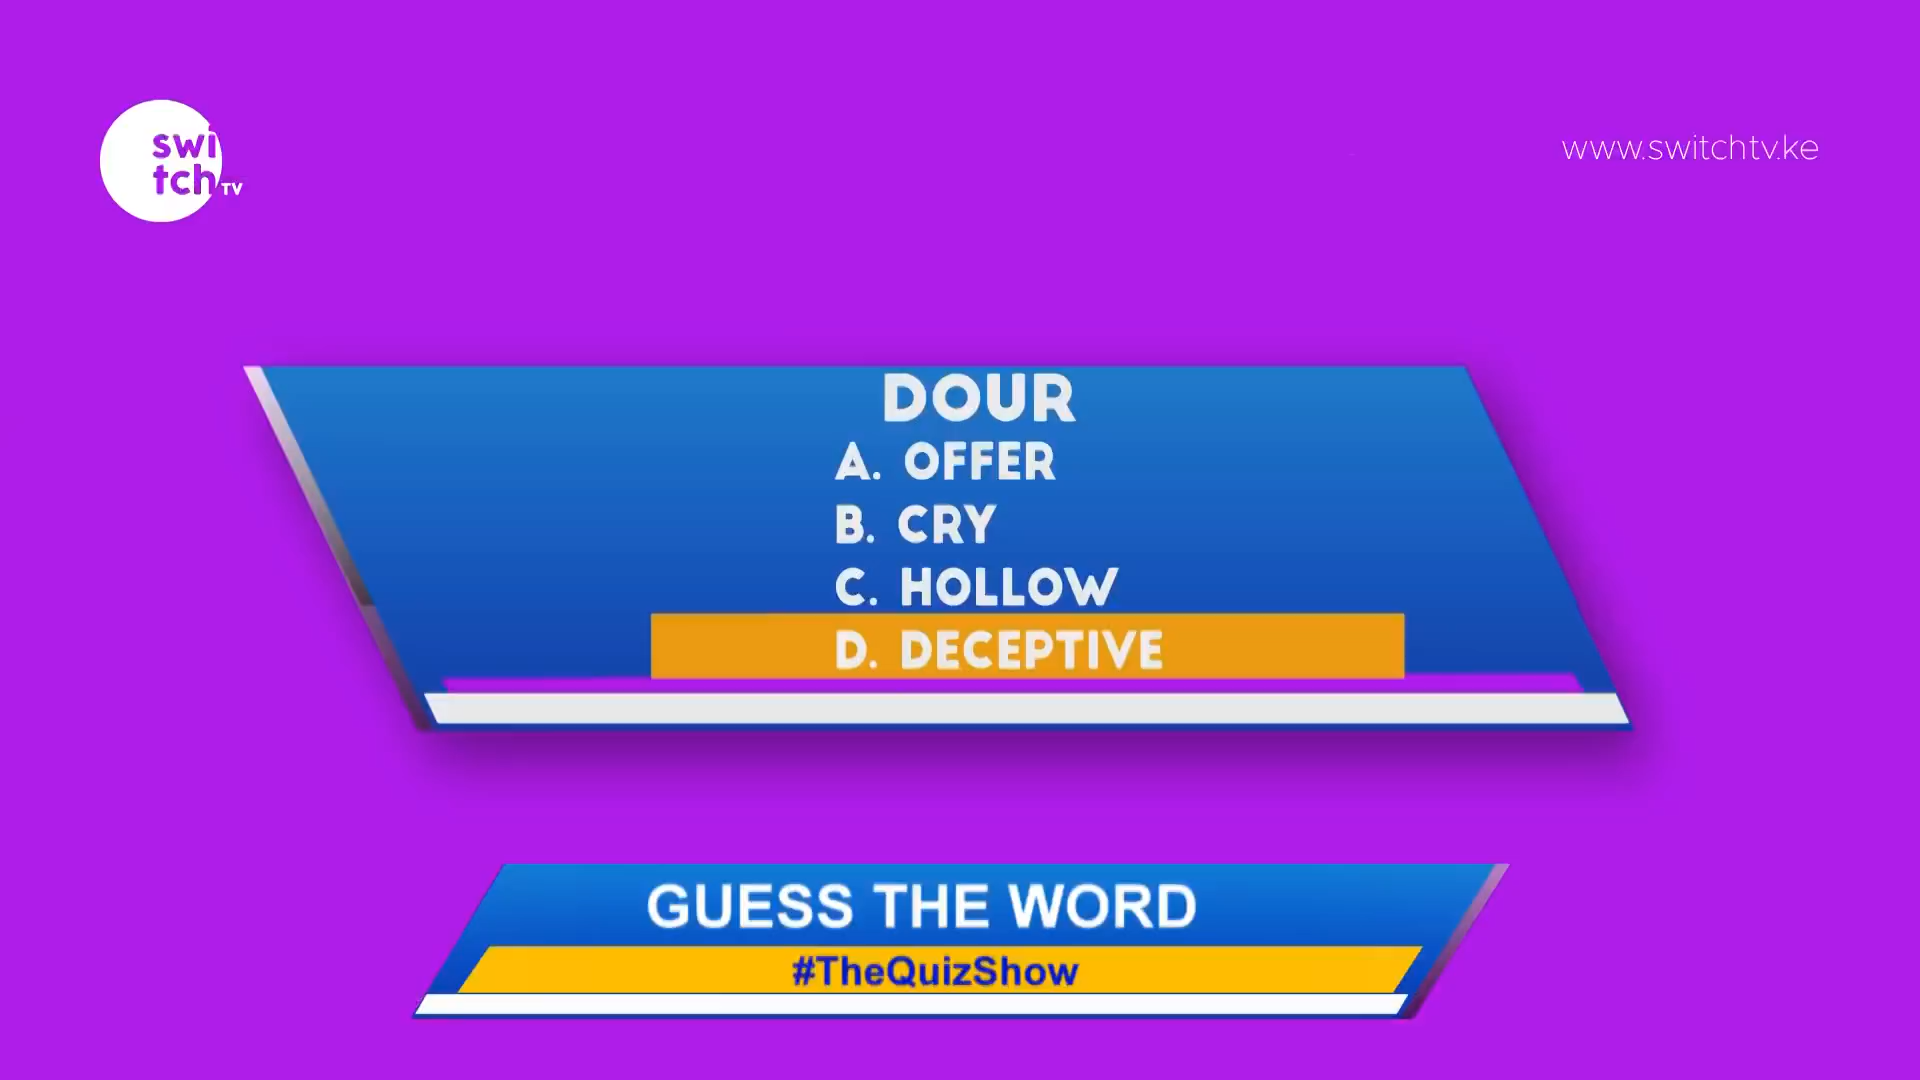 swi
tch TV
www.switchtv.ke
DOUR
A. OFFER
B. CRY
C. HOLLOW
D. DECEPTIVE
GUESS THE WORD
#TheQuizShow